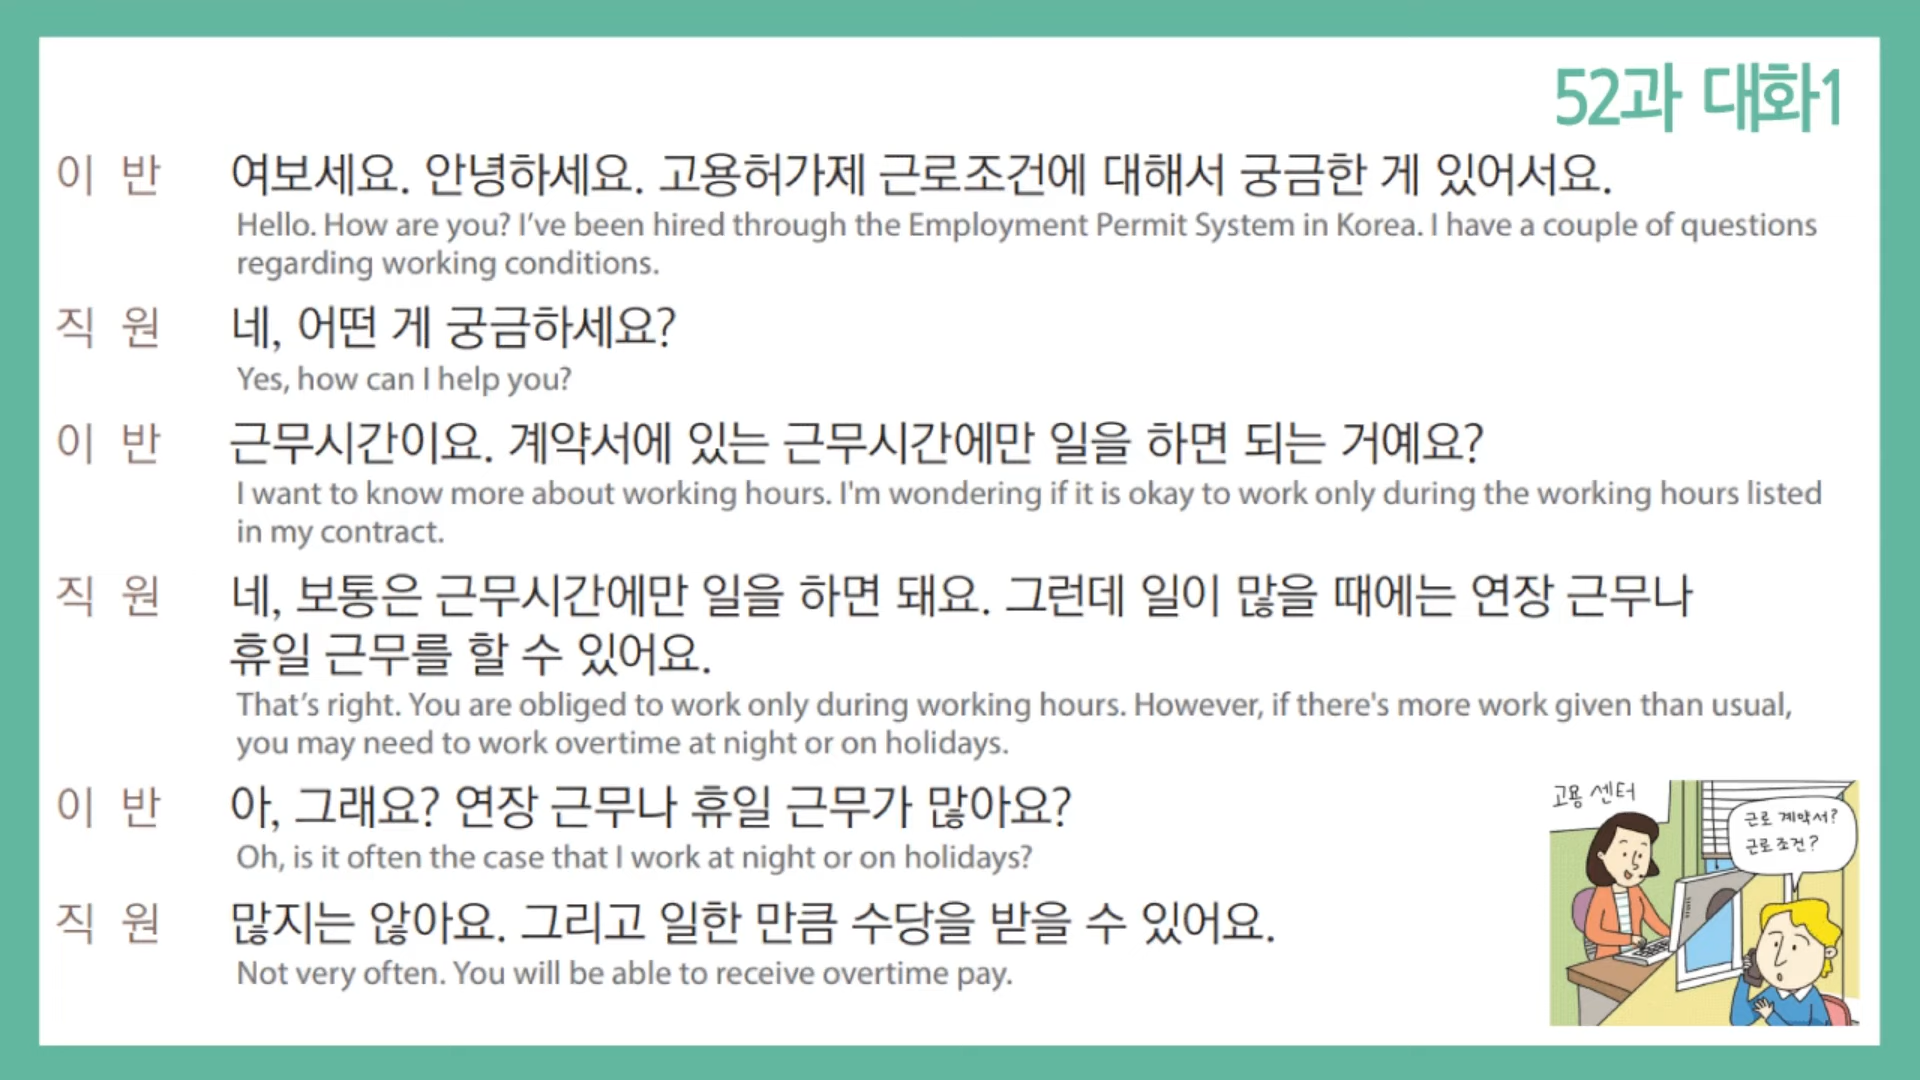 52과 대화1
이 반 여보세요. 안녕하세요. 고용허가제 근로조건에 대해서 궁금한 게 있어서요.
Hello. How are you? I’ve been hired through the Employment Permit System in Korea. I have a couple of questions
regarding working conditions.
직 원 네, 어떤 게 궁금하세요?
Yes, how can I help you?
이 반 근무시간이요. 계약서에 있는 근무시간에만 일을 하면 되는 거예요?
I want to know more about working hours. I'm wondering if it is okay to work only during the working hours listed
in my contract.
직 원 네, 보통은 근무시간에만 일을 하면 돼요. 그런데 일이 많을 때에는 연장 근무나
휴일 근무를 할 수 있어요.
That’s right. You are obliged to work only during working hours. However, if there's more work given than usual,
you may need to work overtime at night or on holidays.
이 반 아, 그래요? 연장 근무나 휴일 근무가 많아요?
Oh, is it often the case that I work at night or on holidays?
직 원 많지는 않아요. 그리고 일한 만큼 수당을 받을 수 있어요.
Not very often. You will be able to receive overtime pay.
고용 센터
근로 계약서?
근로조건?